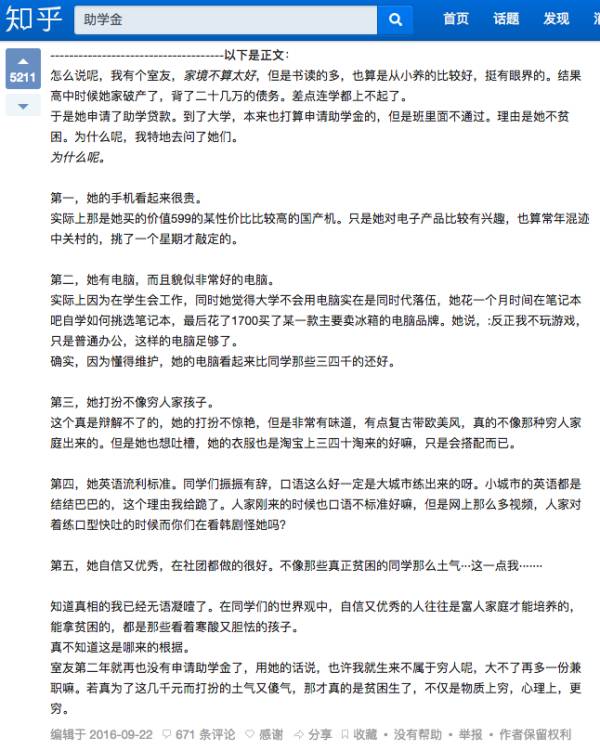 知乎
助学金
首页 话题 发现
5211
------------------------------------以下是正文：
怎么说呢，我有个室友，家境不算太好，但是书读的多，也算是从小养的比较好，挺有眼界的。结果
高中时候她家破产了，背了二十几万的债务。差点连学都上不起了。
于是她申请了助学贷款。到了大学，本来也打算申请助学金的，但是班里面不通过。理由是她不贫
困。为什么呢，我特地去问了她们。
为什么呢。
第一，她的手机看起来很贵。
实际上那是她买的价值599的某性价比比较高的国产机。只是她对电子产品比较有兴趣，也算常年混迹
中关村的，挑了一个星期才敲定的。
第二，她有电脑，而且貌似非常好的电脑。
实际上因为在学生会工作，同时她觉得大学不会用电脑实在是同时代落伍，她花一个月时间在笔记本
吧自学如何挑选笔记本，最后花了1700买了某一款主要卖冰箱的电脑品牌。她说，:反正我不玩游戏，
只是普通办公，这样的电脑足够了。
确实，因为懂得维护，她的电脑看起来比同学那些三四千的还好。
第三，她打扮不像穷人家孩子。
这个真是辩解不了的，她的打扮不惊艳，但是非常有味道，有点复古带欧美风，真的不像那种穷人家
庭出来的。但是她也想吐槽，她的衣服也是淘宝上三四十淘来的好嘛，只是会搭配而已。
第四，她英语流利标准。同学们振振有辞，口语这么好一定是大城市练出来的呀。小城市的英语都是
结结巴巴的，这个理由我给跪了。人家刚来的时候也口语不标准好嘛，但是网上那么多视频，人家对
着练口型快吐的时候而你们在看韩剧怪她吗？
第五，她自信又优秀，在社团都做的很好。不像那些真正贫困的同学那么土气···这一点我·······
知道真相的我已经无语凝噎了。在同学们的世界观中，自信又优秀的人往往是富人家庭才能培养的，
能拿贫困的，都是那些看着寒酸又胆怯的孩子。
真不知道这是哪来的根据。
室友第二年就再也没有申请助学金了，用她的话说，也许我就生来不属于穷人呢，大不了再多一份兼
职嘛。若真为了这几千元而打扮的土气又傻气，那才真的是贫困生了，不仅是物质上穷，心理上，更
穷。
编辑于 2016-09-22 671 条评论 感谢 分享 收藏 • 没有帮助 • 举报 • 作者保留权利